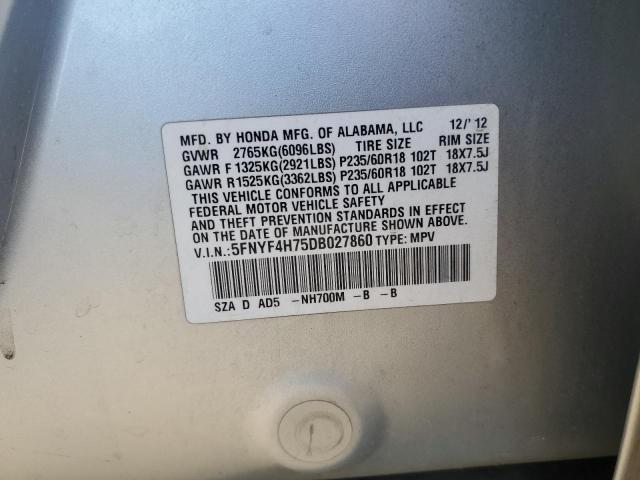 MFD. BY HONDA MFG. OF ALABAMA, LLC 12/'12
GVWR 2765KG(6096LBS) TIRE SIZE RIM SIZE
GAWR F 1325KG(2921LBS) P235/60R18 102T 18X7.5J
GAWR R 1525KG(3362LBS) P235/60R18 102T 18X7.5J
THIS VEHICLE CONFORMS TO ALL APPLICABLE
FEDERAL MOTOR VEHICLE SAFETY
AND THEFT PREVENTION STANDARDS IN EFFECT
ON THE DATE OF MANUFACTURE SHOWN ABOVE.
V.I.N.: 5FNYF4H75DB027860 TYPE: MPV
SZA D AD5 -NH700M -B -B